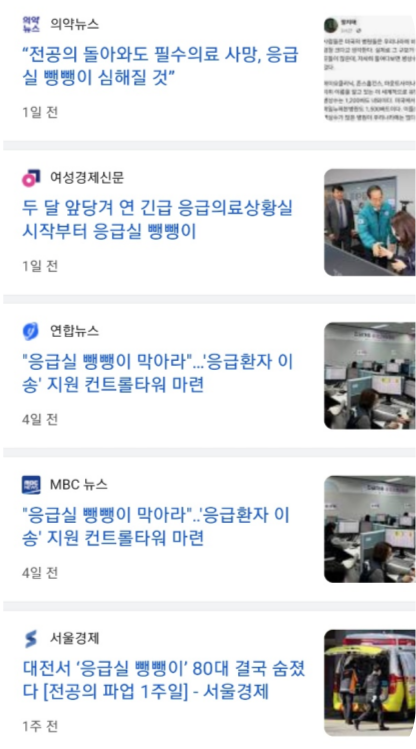 의약뉴스
의약뉴스
“전공의 돌아와도 필수의료 사망, 응급
실 뺑뺑이 심해질 것”
1일 전
여성경제신문
두 달 앞당겨 연 긴급 응급의료상황실
시작부터 응급실 뺑뺑이
1일 전
연합뉴스
"응급실 뺑뺑이 막아라"...'응급환자 이
송' 지원 컨트롤타워 마련
4일 전
MBC 뉴스
"응급실 뺑뺑이 막아라"..'응급환자 이
송' 지원 컨트롤타워 마련
4일 전
서울경제
대전서 ‘응급실 뺑뺑이’ 80대 결국 숨졌
다 [전공의 파업 1주일] - 서울경제
1주 전